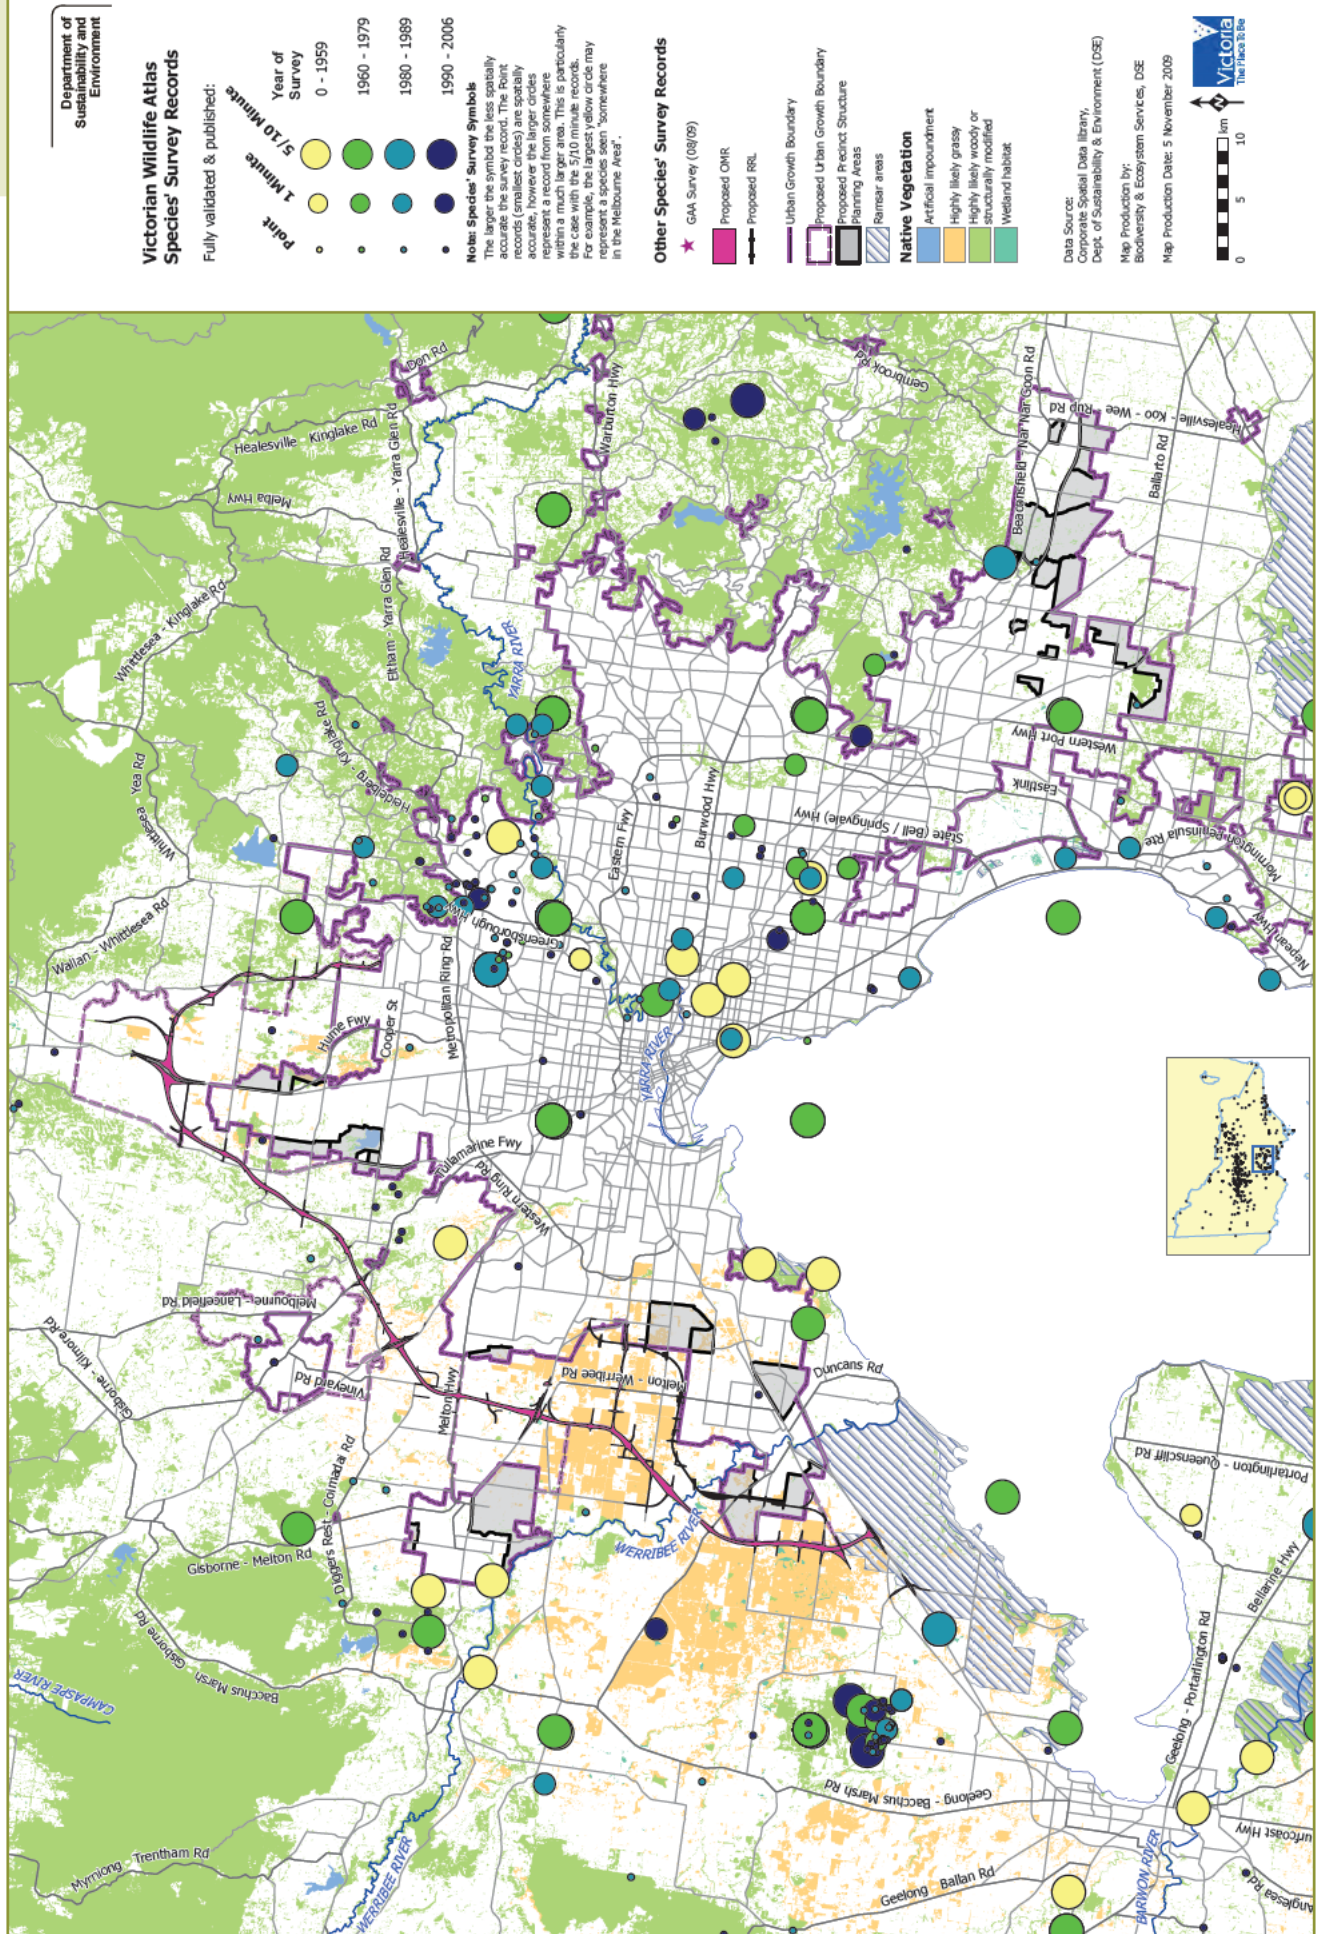 Department of
Sustainability and
Environment
Victorian Wildlife Atlas
Species' Survey Records
Fully validated & published:
Point
1 Minute
5/10 Minute
Year of
Survey
0 - 1959
1960 - 1979
1980 - 1989
1990 - 2006
Note: Species' Survey Symbols
The larger the symbol the less spatially
accurate the survey record. The Point
records (smallest circles) are spatially
accurate, however the larger circles
represent a record from somewhere
within a much larger area. This is particularly
the case with the 5/10 minute records.
For example, the largest yellow circle may
represent a species seen "somewhere
in the Melbourne Area".
Other Species' Survey Records
GAA Survey (08/09)
Proposed OMR
Proposed RRL
Urban Growth Boundary
Proposed Urban Growth Boundary
Proposed Precinct Structure
Planning Areas
Ramsar areas
Native Vegetation
Artificial impoundment
Highly likely grassy
Highly likely woody or
structurally modified
Wetland habitat
Data Source:
Corporate Spatial Data library,
Dept. of Sustainability & Environment (DSE)
Map Production by:
Biodiversity & Ecosystem Services, DSE
Map Production Date: 5 November 2009
0 5 10
km
N
Victoria
The Place To Be
Don Rd
Healesville - Kinglake Rd
Melba Hwy
Healesville - Yarra Glen Rd
Eltham - Yarra Glen Rd
Warburton Hwy
Gembrook Rd
Beaconsfield - Nar Nar Goon Rd
Healesville - Koo - Wee - Rup Rd
Ballarto Rd
Whittlesea - Kinglake Rd
Whittlesea - Yea Rd
Heidelberg - Kinglake Rd
YARRA RIVER
Wallan - Whittlesea Rd
Greensborough Hwy
Eastern Fwy
Burwood Hwy
State (Bell / Springvale) Hwy
Eastlink
Western Port Hwy
Mornington Peninsula Rte
Nepean Hwy
Metropolitan Ring Rd
Cooper St
Hume Fwy
YARRA RIVER
Tullamarine Fwy
Western Ring Rd
Melbourne - Lancefield Rd
Gisborne - Kilmore Rd
Vineyard Rd
Melton Hwy
Melton - Werribee Rd
Duncans Rd
Diggers Rest - Coimadai Rd
Gisborne - Melton Rd
Bacchus Marsh - Gisborne Rd
WERRIBEE RIVER
CAMPASPE RIVER
Myrniong - Trentham Rd
WERRIBEE RIVER
Geelong - Bacchus Marsh Rd
Geelong - Ballan Rd
BARWON RIVER
Geelong - Portarlington Rd
Bellarine Hwy
Portarlington - Queenscliff Rd
urfcoast Hwy
Anglesea Rd